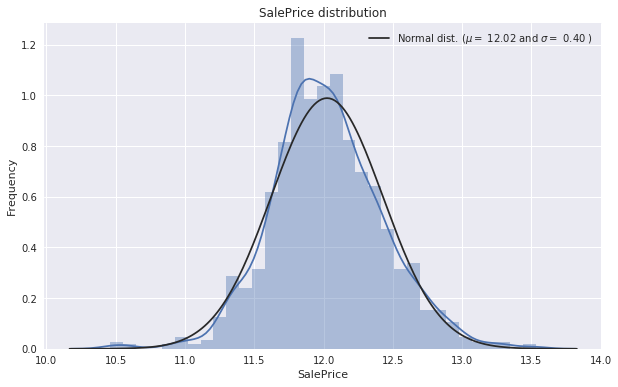 SalePrice distribution
Normal dist. (μ = 12.02 and σ = 0.40 )
1.2
1.0
0.8
0.6
0.4
0.2
0.0
Frequency
10.0 10.5 11.0 11.5 12.0 12.5 13.0 13.5 14.0
SalePrice